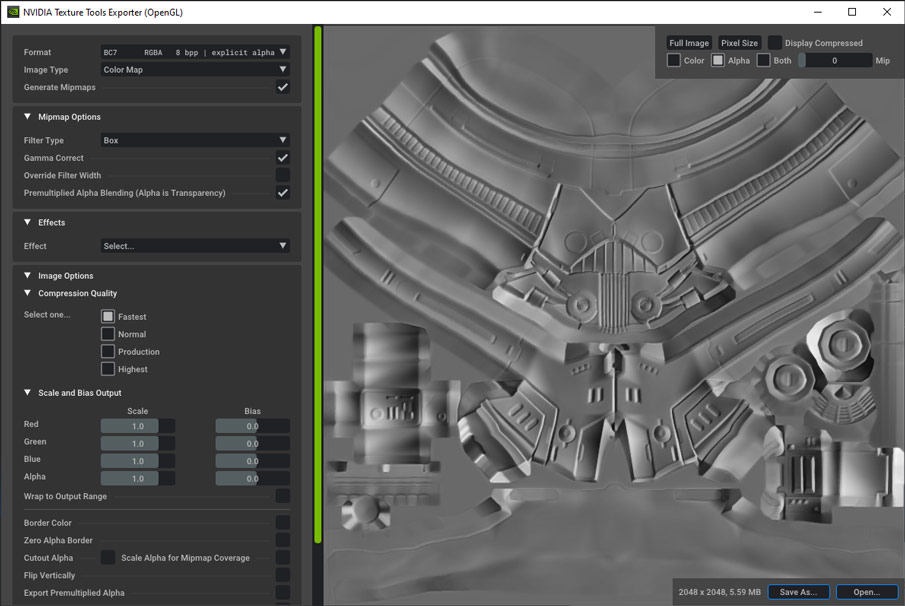 NVIDIA Texture Tools Exporter (OpenGL)
Format BC7 RGBA 8 bpp | explicit alpha
Image Type Color Map
Generate Mipmaps
Mipmap Options
Filter Type Box
Gamma Correct
Override Filter Width
Premultiplied Alpha Blending (Alpha is Transparency)
Effects
Effect Select...
Image Options
Compression Quality
Select one... Fastest
Normal
Production
Highest
Scale and Bias Output
Scale Bias
Red 1.0 0.0
Green 1.0 0.0
Blue 1.0 0.0
Alpha 1.0 0.0
Wrap to Output Range
Border Color
Zero Alpha Border
Cutout Alpha Scale Alpha for Mipmap Coverage
Flip Vertically
Export Premultiplied Alpha
Full Image Pixel Size Display Compressed
Color Alpha Both 0 Mip
2048 x 2048, 5.59 MB Save As... Open...